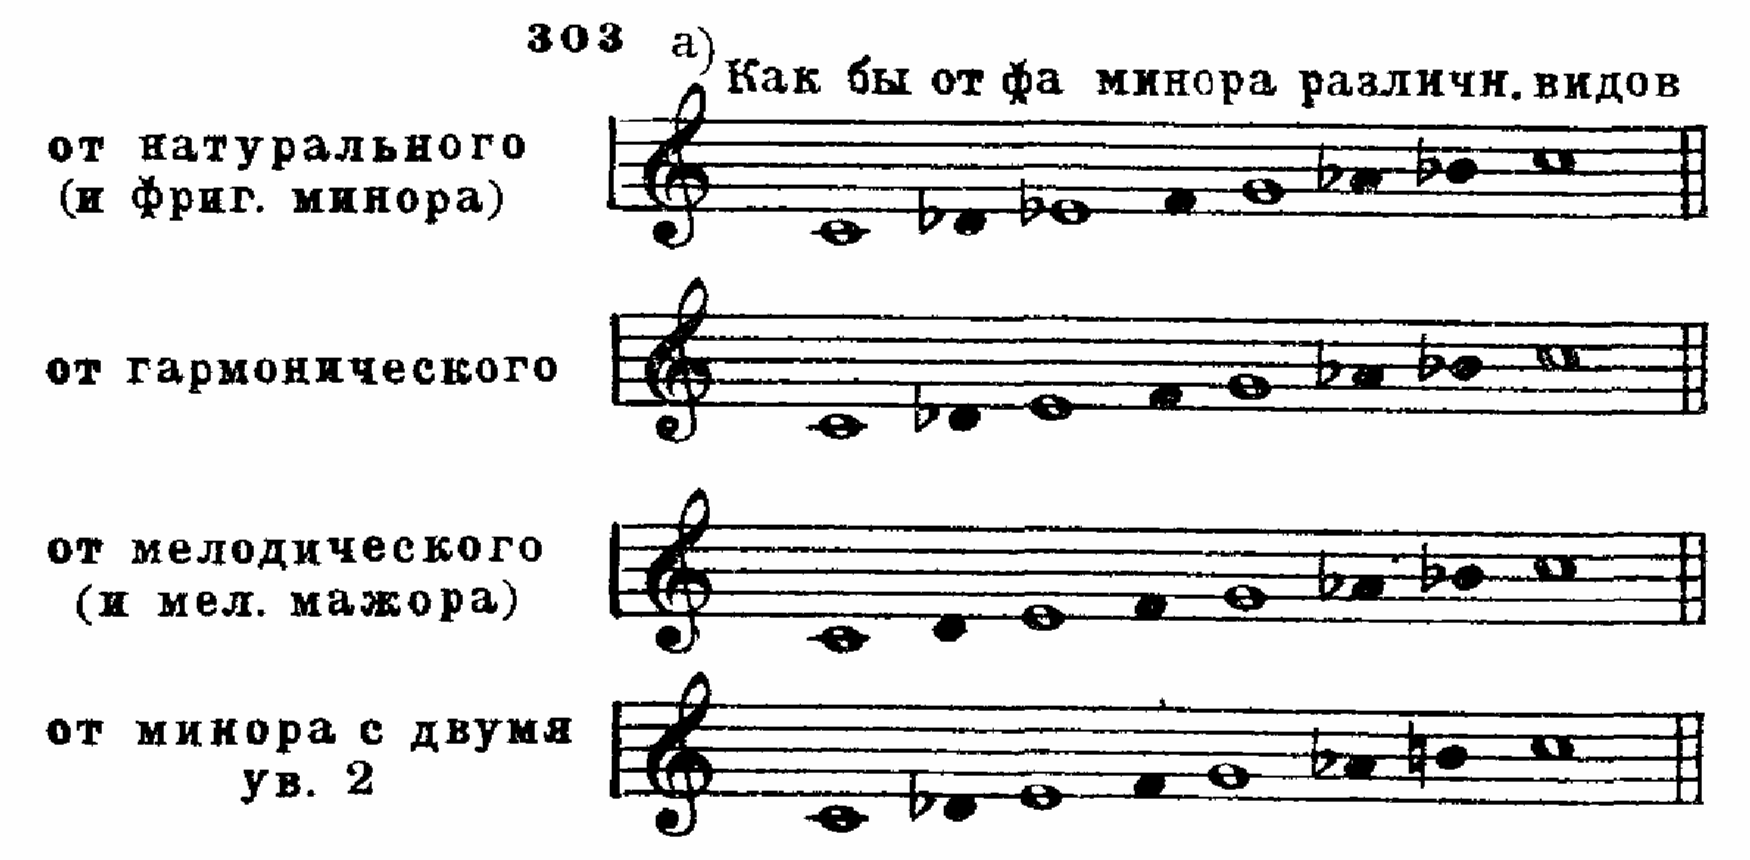 303 а)
Как бы от фа минора различн. видов
от натурального
(и фриг. минора)
от гармонического
от мелодического
(и мел. мажора)
от минора с двумя
ув. 2